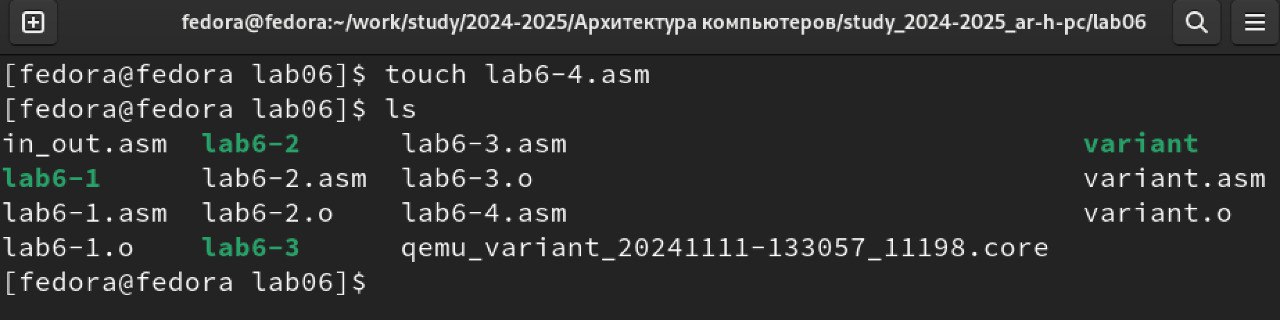 fedora@fedora:~/work/study/2024-2025/Архитектура компьютеров/study_2024-2025_ar-h-pc/lab06
[fedora@fedora lab06]$ touch lab6-4.asm
[fedora@fedora lab06]$ ls
in_out.asm lab6-2 lab6-3.asm variant
lab6-1 lab6-2.asm lab6-3.o variant.asm
lab6-1.asm lab6-2.o lab6-4.asm variant.o
lab6-1.o lab6-3 qemu_variant_20241111-133057_11198.core
[fedora@fedora lab06]$